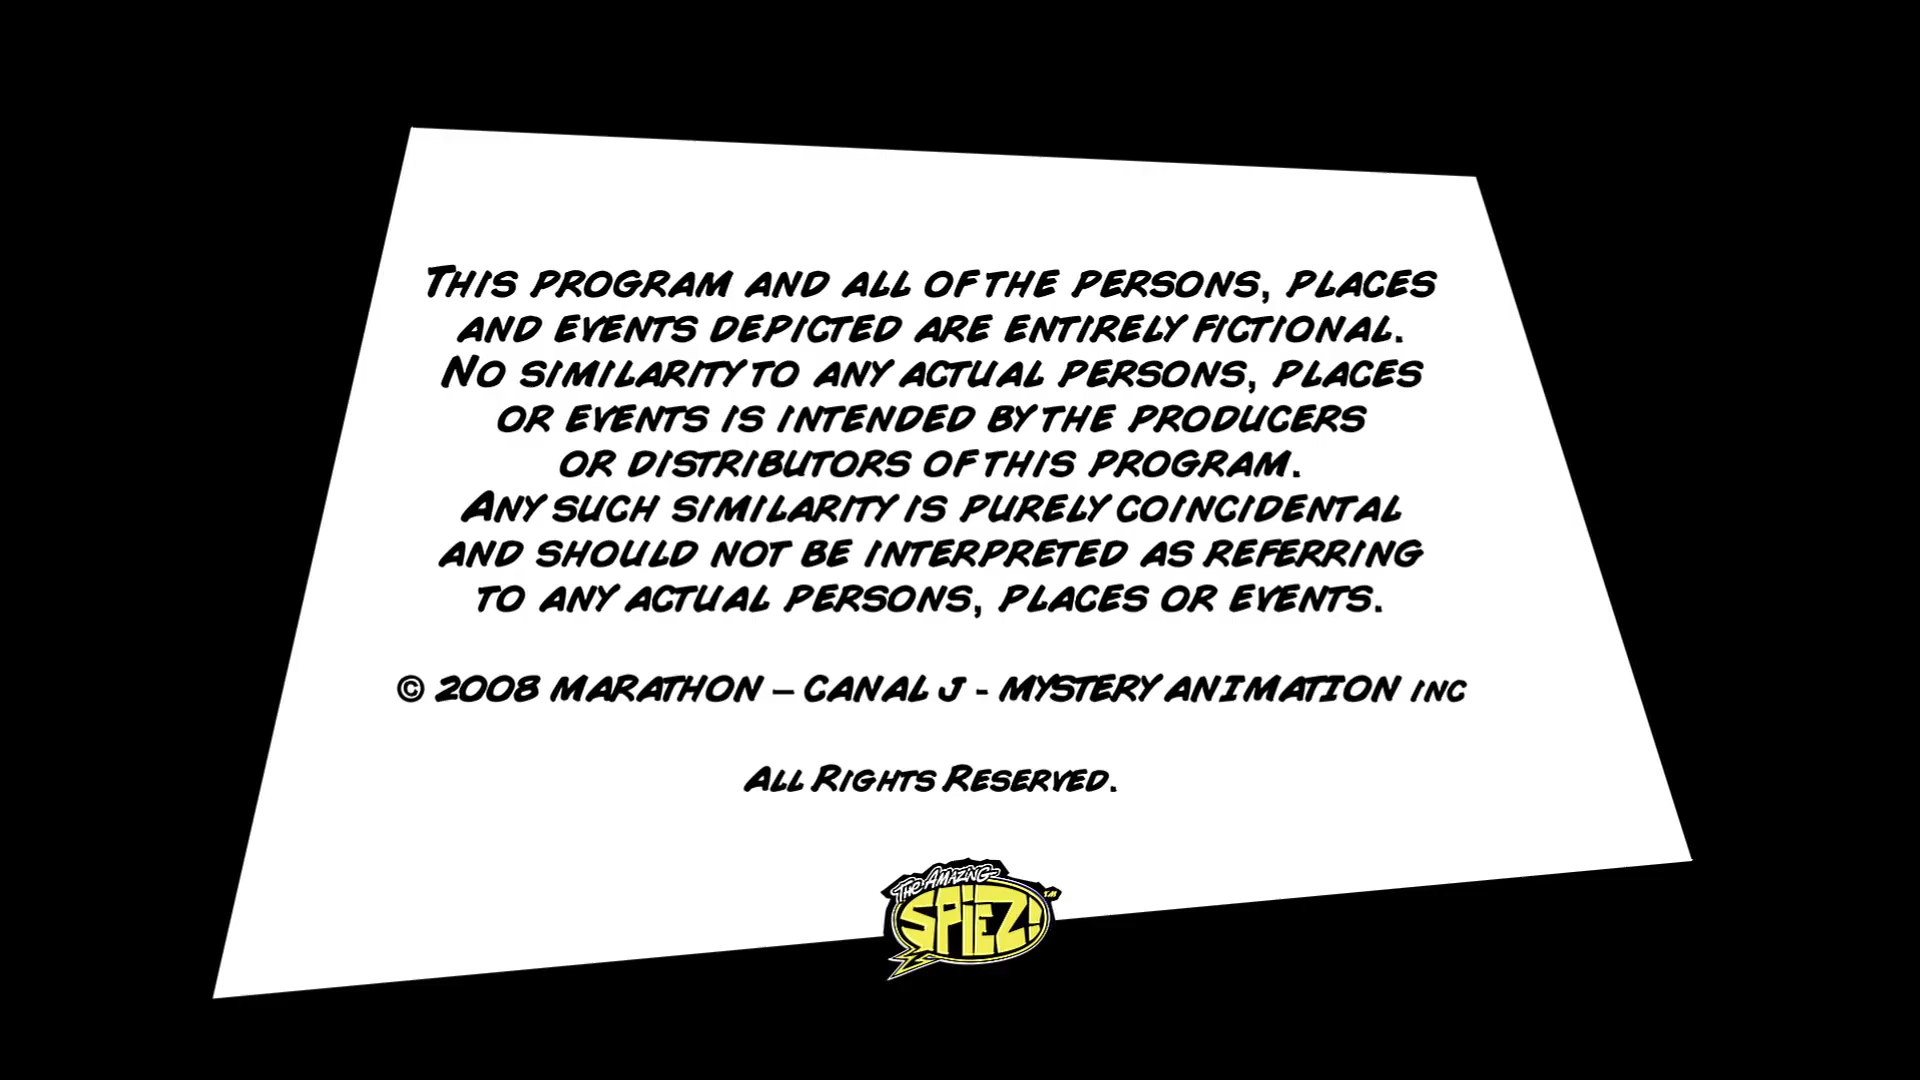 This program and all of the persons, places
and events depicted are entirely fictional.
No similarity to any actual persons, places
or events is intended by the producers
or distributors of this program.
Any such similarity is purely coincidental
and should not be interpreted as referring
to any actual persons, places or events.
© 2008 MARATHON – CANAL J - MYSTERY ANIMATION INC
All Rights Reserved.
The Amazing
SPiEZ! ™